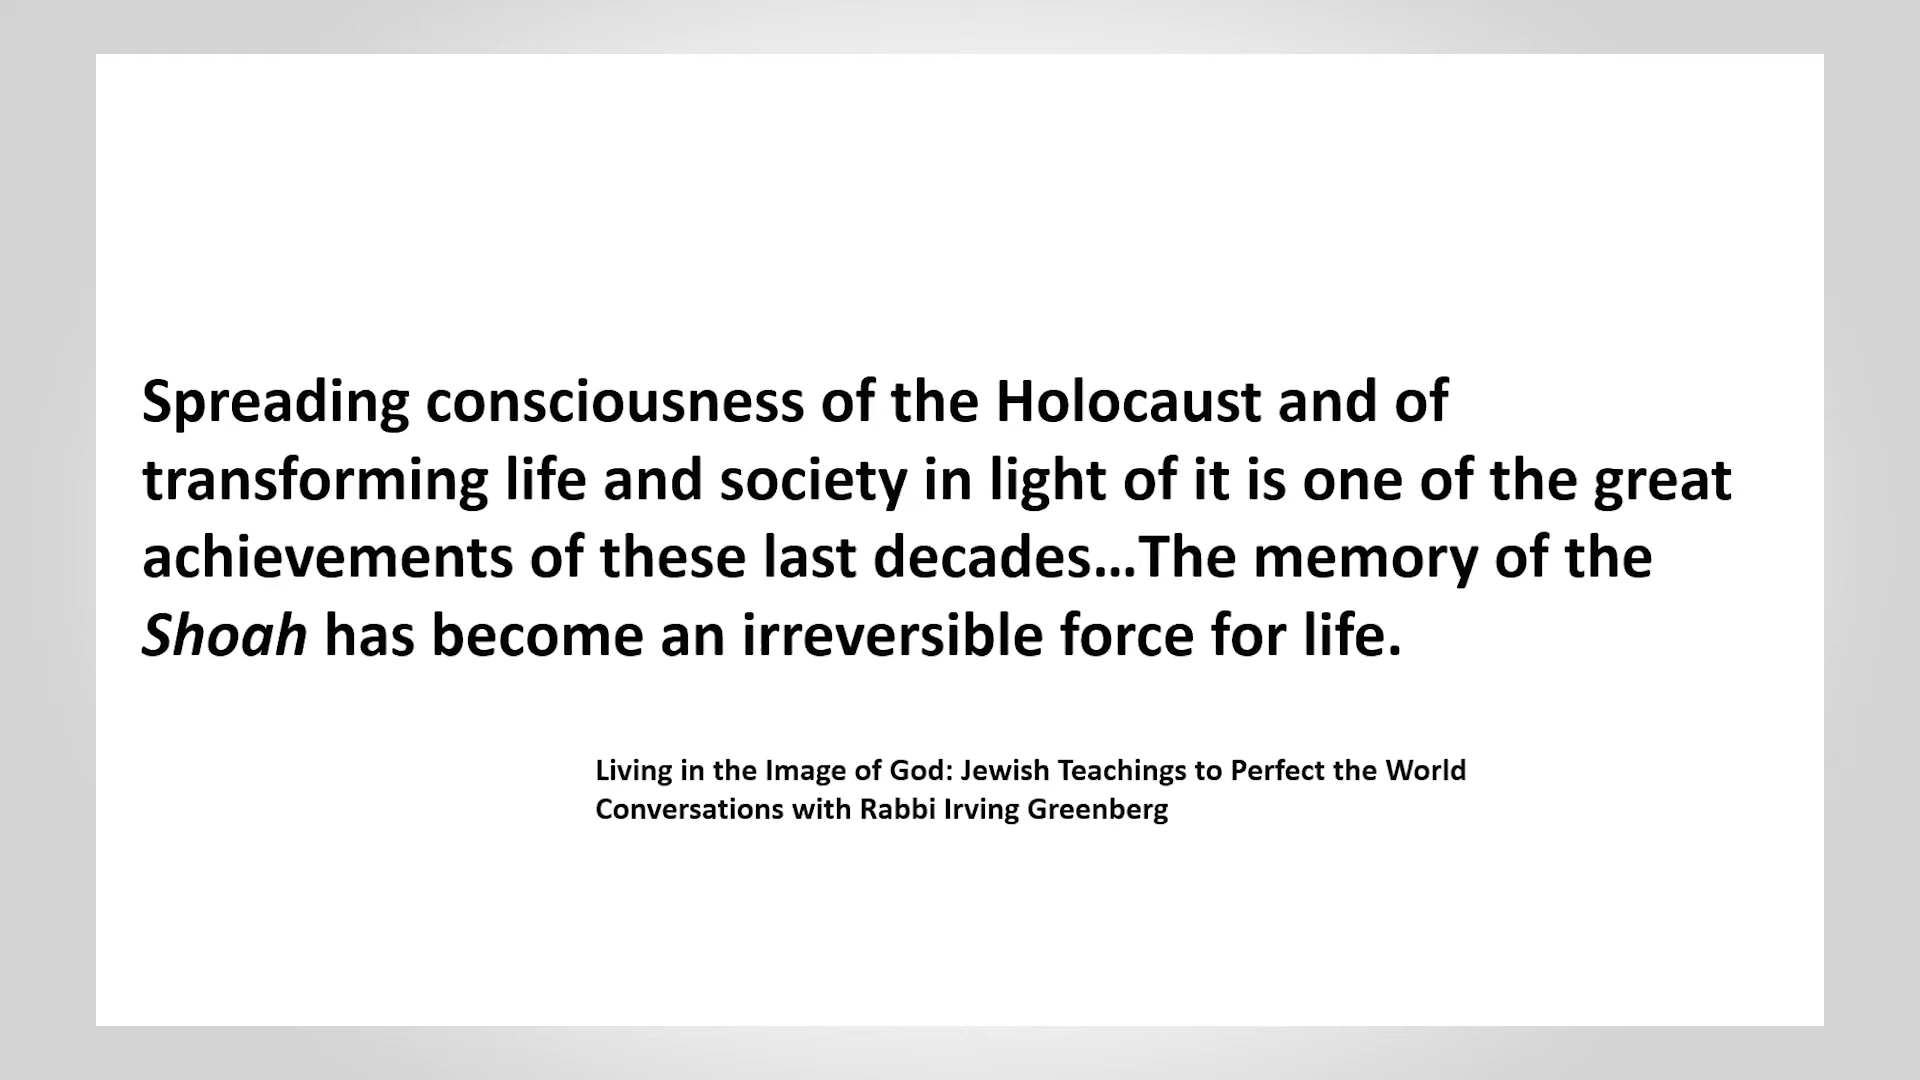 Spreading consciousness of the Holocaust and of
transforming life and society in light of it is one of the great
achievements of these last decades…The memory of the
Shoah has become an irreversible force for life.
Living in the Image of God: Jewish Teachings to Perfect the World
Conversations with Rabbi Irving Greenberg